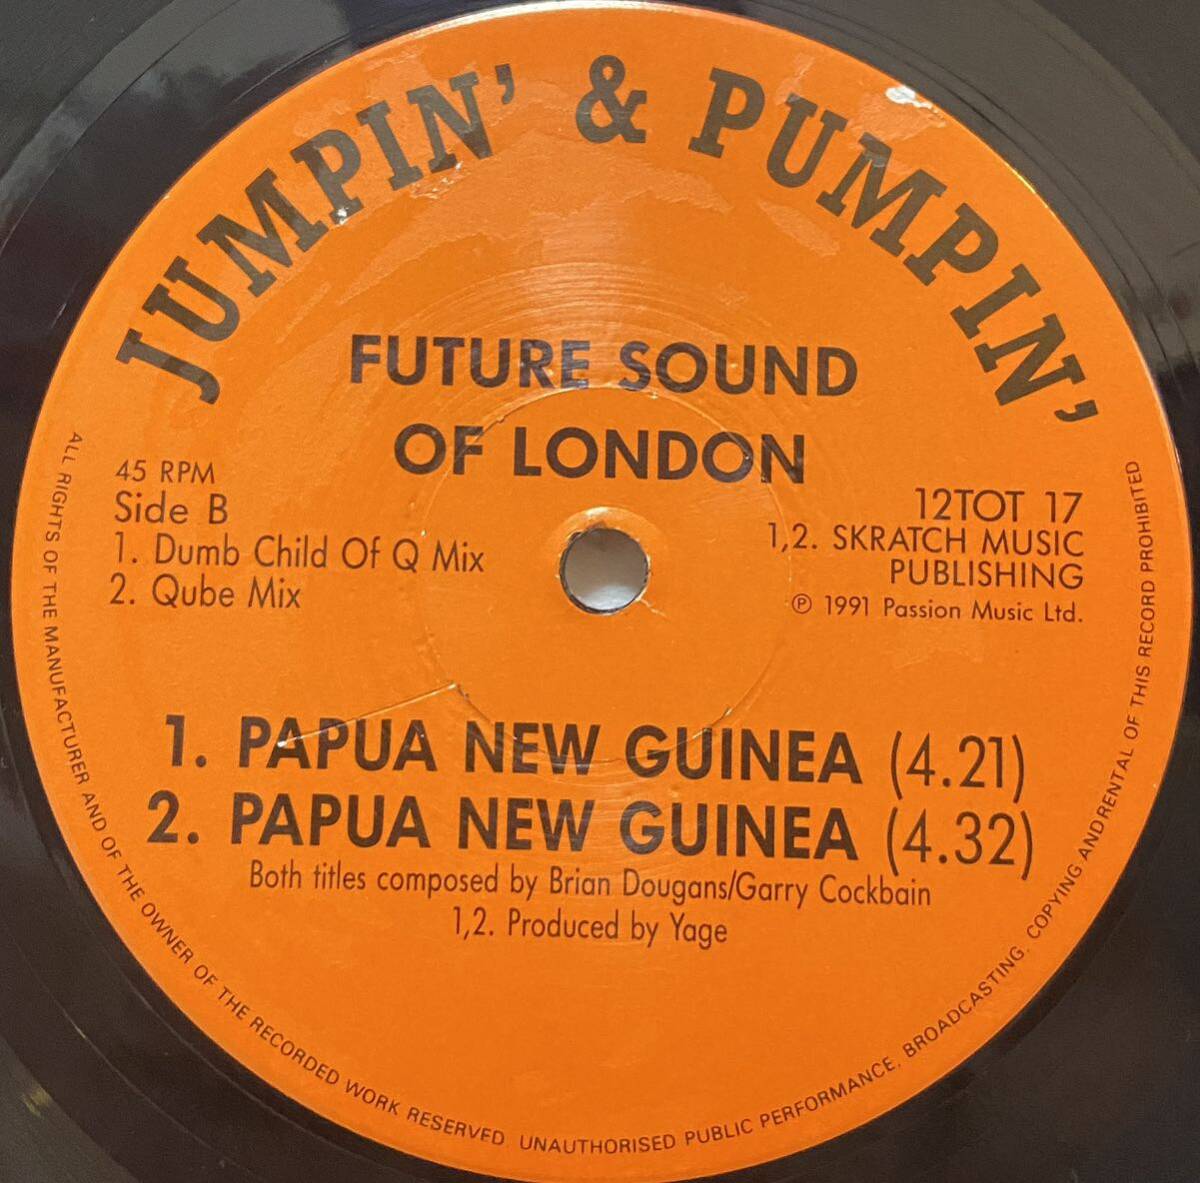 JUMPIN' & PUMPIN'
FUTURE SOUND
OF LONDON
45 RPM
Side B
1. Dumb Child Of Q Mix
2. Qube Mix
12TOT 17
1,2. SKRATCH MUSIC
PUBLISHING
℗ 1991 Passion Music Ltd.
1. PAPUA NEW GUINEA (4.21)
2. PAPUA NEW GUINEA (4.32)
Both titles composed by Brian Dougans/Garry Cockbain
1,2. Produced by Yage
ALL RIGHTS OF THE MANUFACTURER AND OF THE OWNER OF THE RECORDED WORK RESERVED. UNAUTHORISED PUBLIC PERFORMANCE, BROADCASTING, COPYING ANDRENTAL OF THIS RECORD PROHIBITED